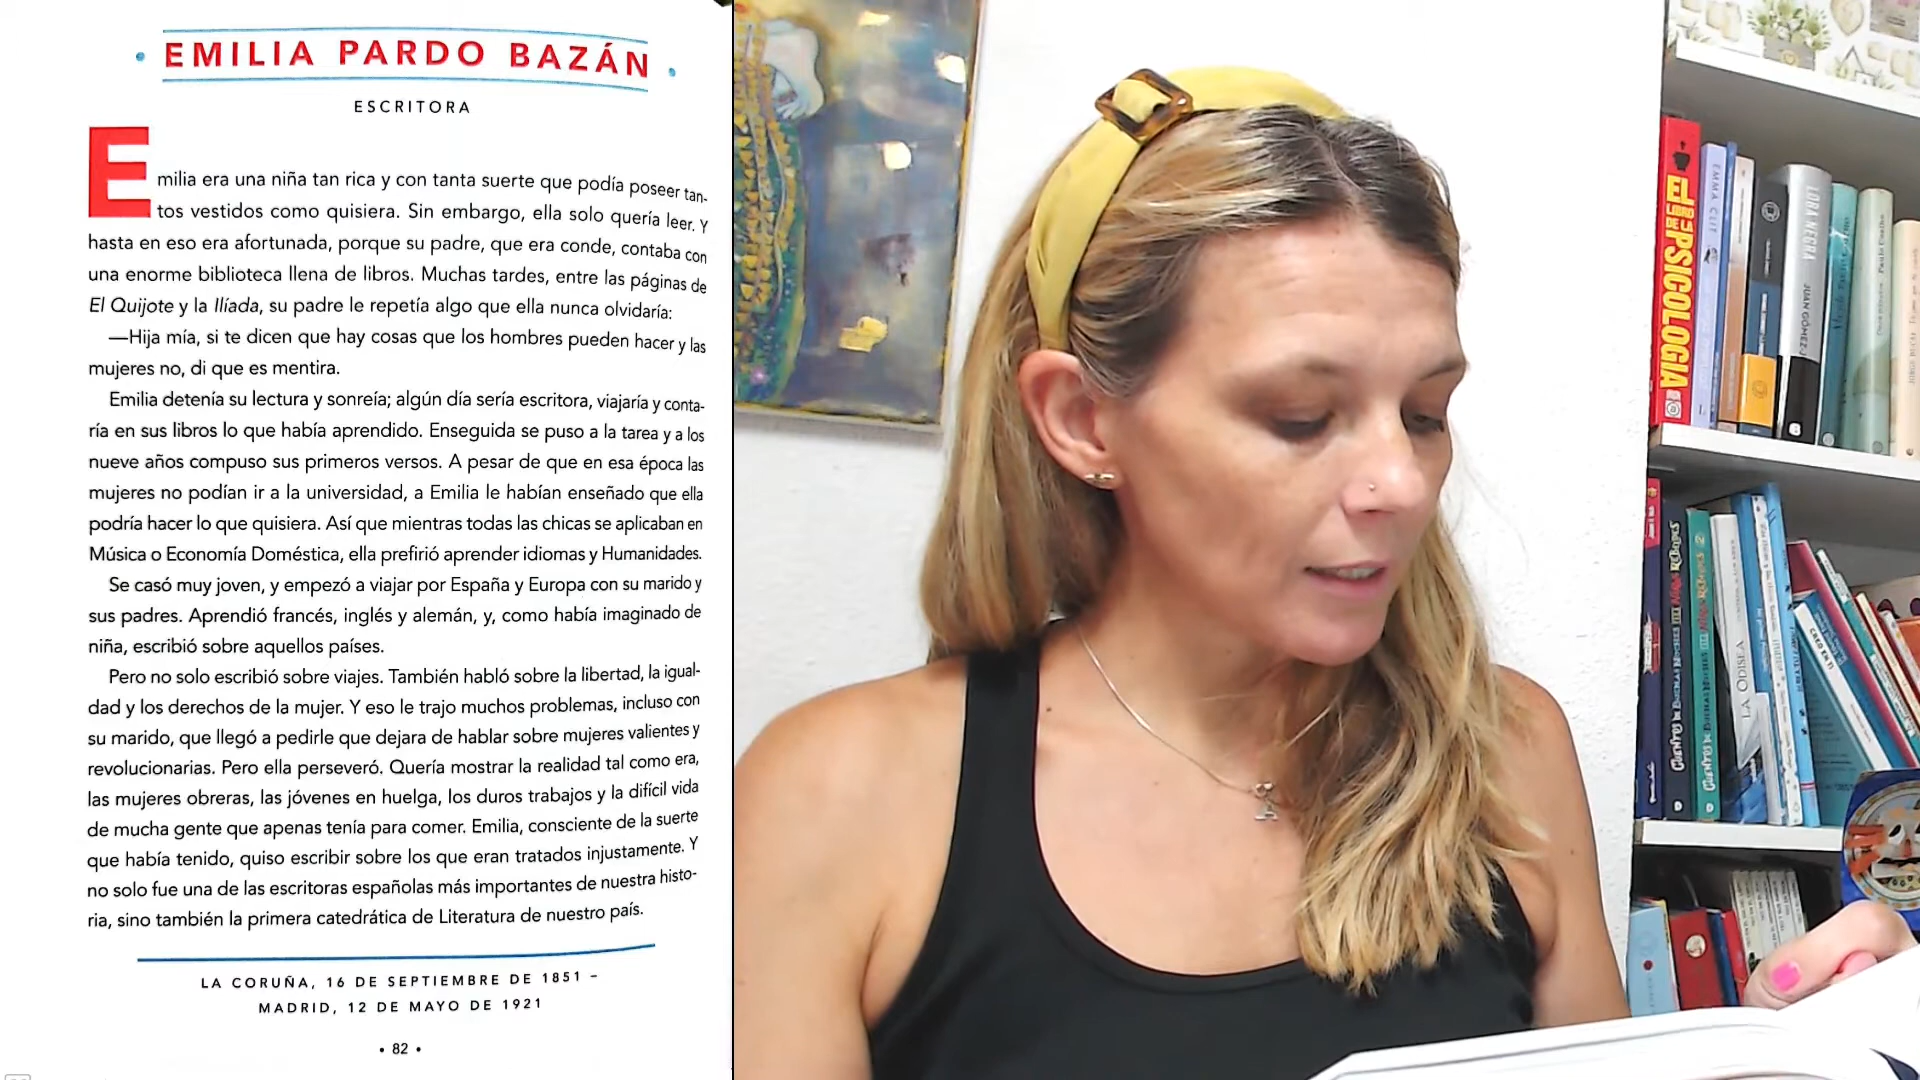 EMILIA PARDO BAZÁN
ESCRITORA
Emilia era una niña tan rica y con tanta suerte que podía poseer tan-
tos vestidos como quisiera. Sin embargo, ella solo quería leer. Y
hasta en eso era afortunada, porque su padre, que era conde, contaba con
una enorme biblioteca llena de libros. Muchas tardes, entre las páginas de
El Quijote y la Ilíada, su padre le repetía algo que ella nunca olvidaría:
—Hija mía, si te dicen que hay cosas que los hombres pueden hacer y las
mujeres no, di que es mentira.
Emilia detenía su lectura y sonreía; algún día sería escritora, viajaría y conta-
ría en sus libros lo que había aprendido. Enseguida se puso a la tarea y a los
nueve años compuso sus primeros versos. A pesar de que en esa época las
mujeres no podían ir a la universidad, a Emilia le habían enseñado que ella
podría hacer lo que quisiera. Así que mientras todas las chicas se aplicaban en
Música o Economía Doméstica, ella prefirió aprender idiomas y Humanidades.
Se casó muy joven, y empezó a viajar por España y Europa con su marido y
sus padres. Aprendió francés, inglés y alemán, y, como había imaginado de
niña, escribió sobre aquellos países.
Pero no solo escribió sobre viajes. También habló sobre la libertad, la igual-
dad y los derechos de la mujer. Y eso le trajo muchos problemas, incluso con
su marido, que llegó a pedirle que dejara de hablar sobre mujeres valientes y
revolucionarias. Pero ella perseveró. Quería mostrar la realidad tal como era,
las mujeres obreras, las jóvenes en huelga, los duros trabajos y la difícil vida
de mucha gente que apenas tenía para comer. Emilia, consciente de la suerte
que había tenido, quiso escribir sobre los que eran tratados injustamente. Y
no solo fue una de las escritoras españolas más importantes de nuestra histo-
ria, sino también la primera catedrática de Literatura de nuestro país.
LA CORUÑA, 16 DE SEPTIEMBRE DE 1851 –
MADRID, 12 DE MAYO DE 1921
• 82 •
EL LIBRO DE LA PSICOLOGIA
LOBA NEGRA
JUAN GÓMEZ-J
Paulo Coelho
LA ODISEA
CREO EN TI